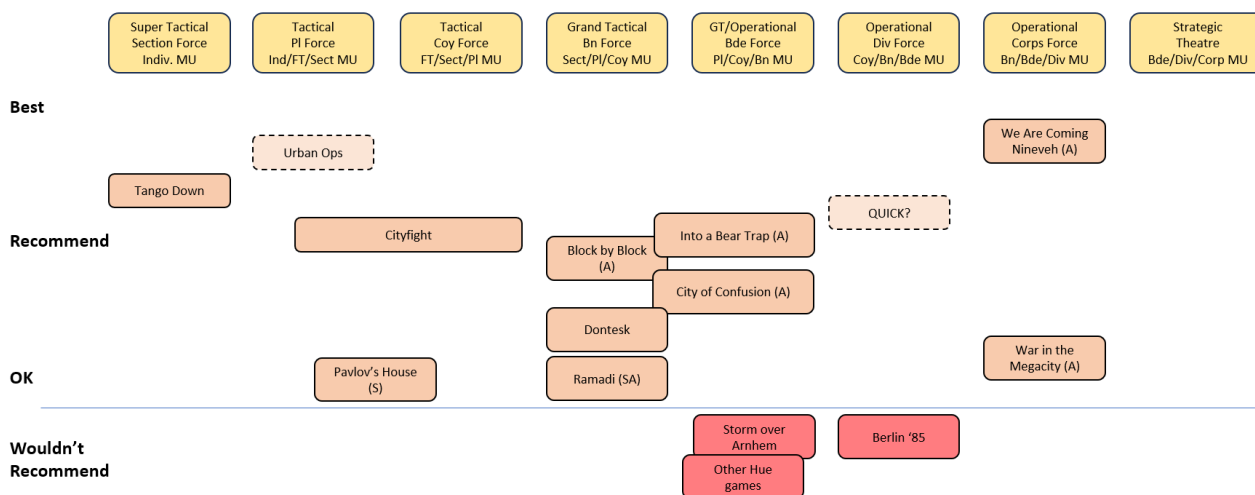 Super Tactical
Section Force
Indiv. MU
Tactical
Pl Force
Ind/FT/Sect MU
Tactical
Coy Force
FT/Sect/Pl MU
Grand Tactical
Bn Force
Sect/Pl/Coy MU
GT/Operational
Bde Force
Pl/Coy/Bn MU
Operational
Div Force
Coy/Bn/Bde MU
Operational
Corps Force
Bn/Bde/Div MU
Strategic
Theatre
Bde/Div/Corp MU
Best
We Are Coming
Nineveh (A)
Urban Ops
Tango Down
QUICK?
Recommend
Cityfight
Into a Bear Trap (A)
Block by Block
(A)
City of Confusion (A)
Dontesk
War in the
Megacity (A)
OK
Pavlov’s House
(S)
Ramadi (SA)
Wouldn’t
Recommend
Storm over
Arnhem
Berlin ‘85
Other Hue
games